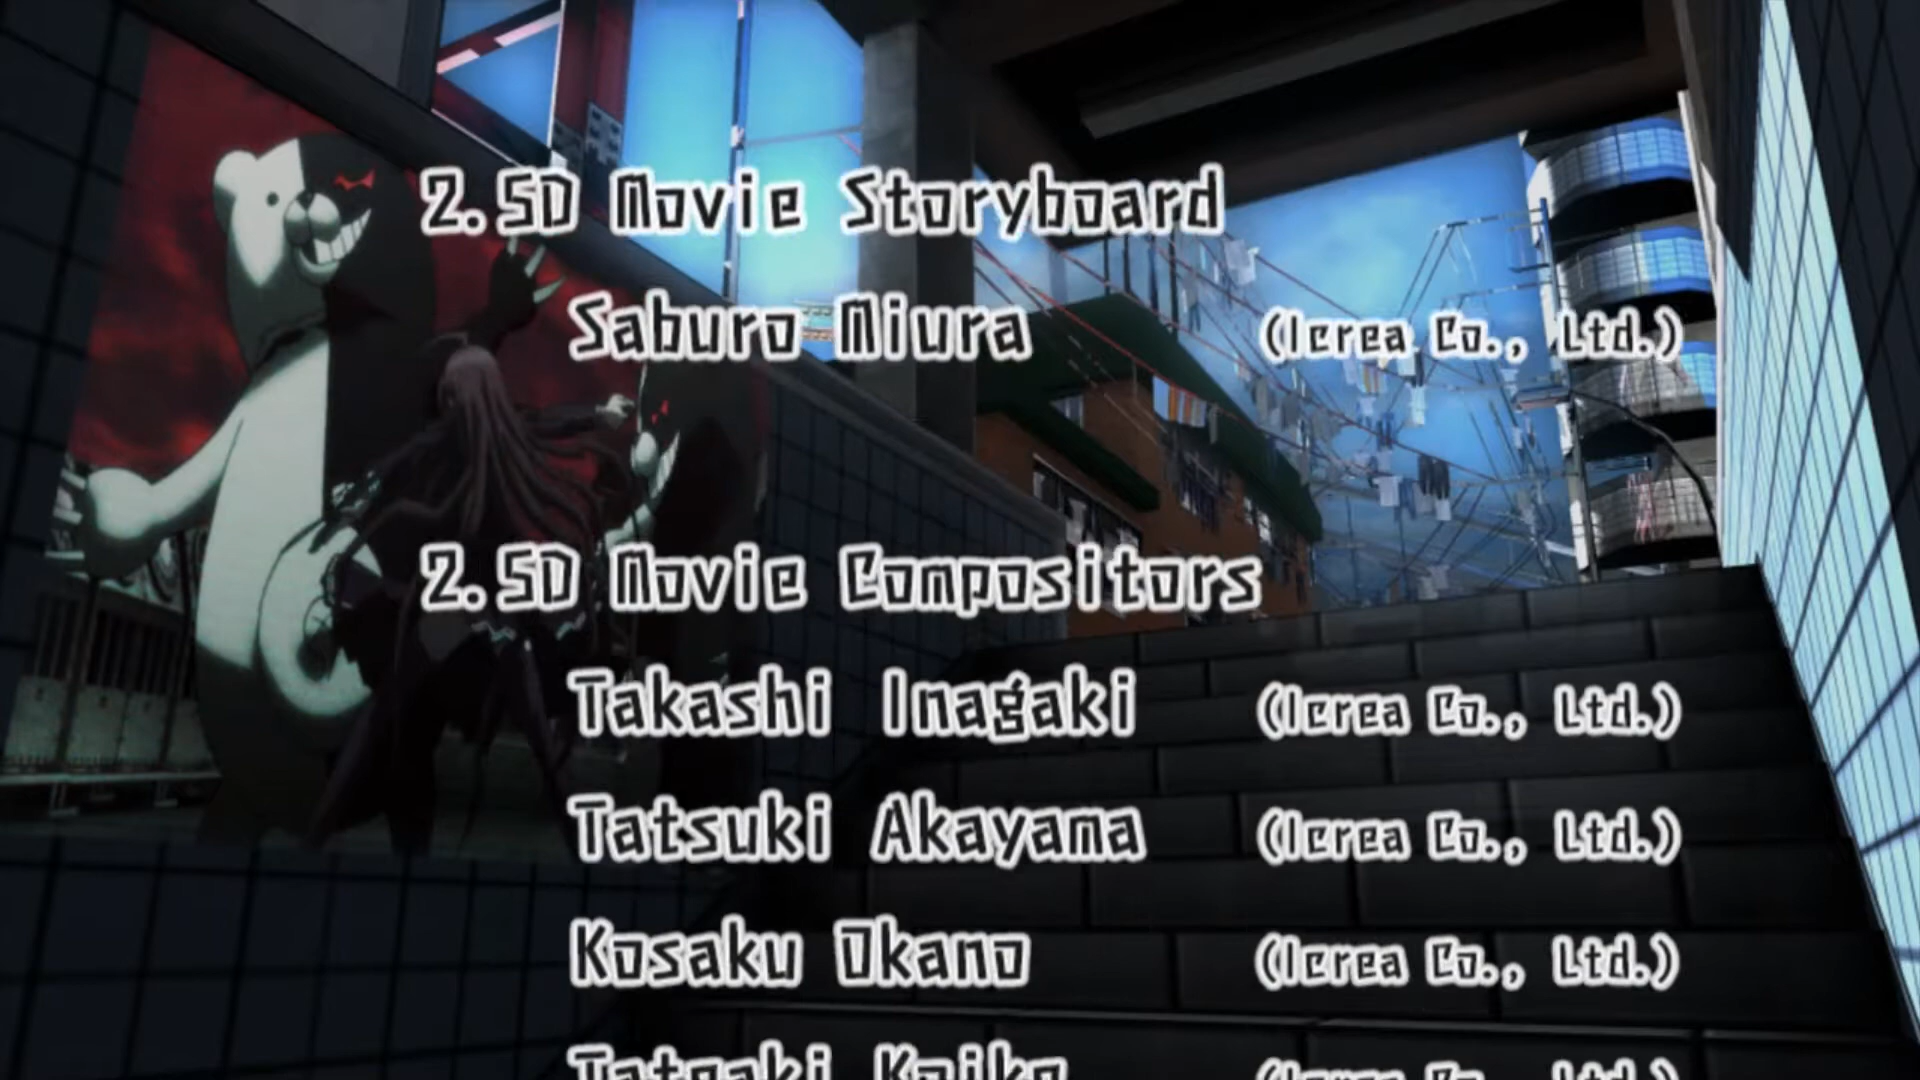 2.5D Movie Storyboard
Saburo Miura (Icrea Co., Ltd.)
2.5D Movie Compositors
Takashi Inagaki (Icrea Co., Ltd.)
Tatsuki Akayama (Icrea Co., Ltd.)
Kosaku Okano (Icrea Co., Ltd.)